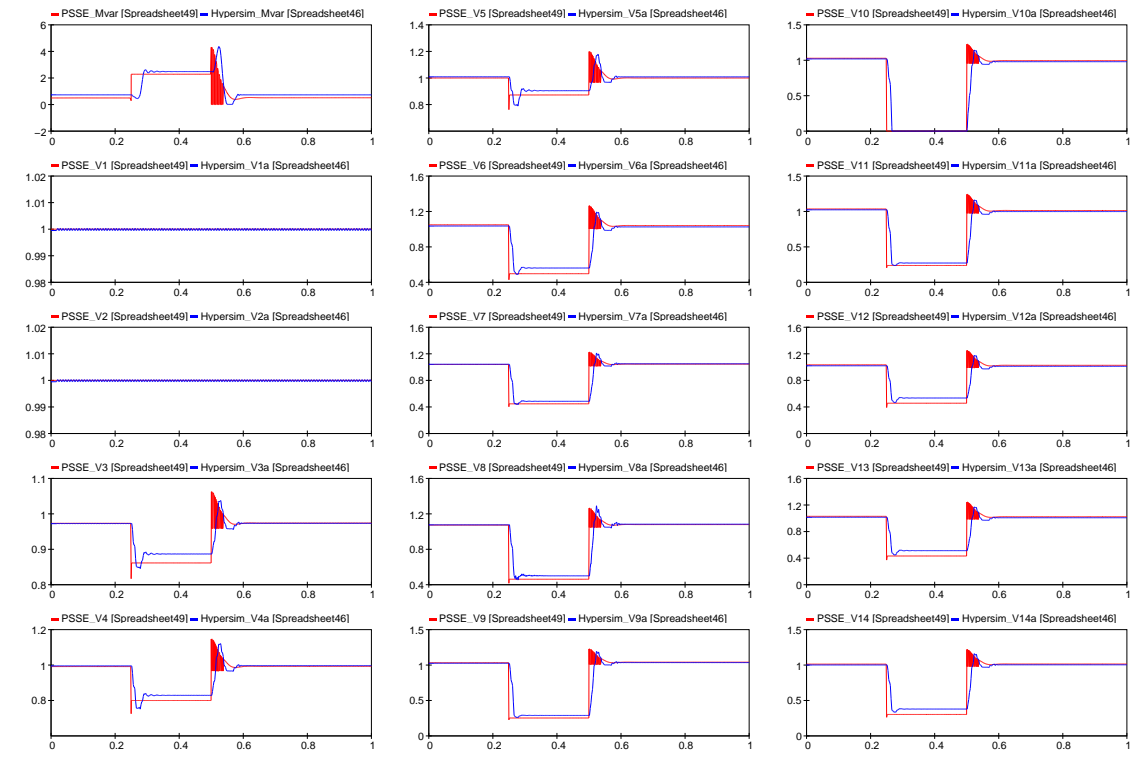 PSSE_Mvar [Spreadsheet49] Hypersim_Mvar [Spreadsheet46]
6
4
2
0
−2
0 0.2 0.4 0.6 0.8 1
PSSE_V5 [Spreadsheet49] Hypersim_V5a [Spreadsheet46]
1.4
1.2
1
0.8
0 0.2 0.4 0.6 0.8 1
PSSE_V10 [Spreadsheet49] Hypersim_V10a [Spreadsheet46]
1.5
1
0.5
0
0 0.2 0.4 0.6 0.8 1
PSSE_V1 [Spreadsheet49] Hypersim_V1a [Spreadsheet46]
1.02
1.01
1
0.99
0.98
0 0.2 0.4 0.6 0.8 1
PSSE_V6 [Spreadsheet49] Hypersim_V6a [Spreadsheet46]
1.6
1.2
0.8
0.4
0 0.2 0.4 0.6 0.8 1
PSSE_V11 [Spreadsheet49] Hypersim_V11a [Spreadsheet46]
1.5
1
0.5
0
0 0.2 0.4 0.6 0.8 1
PSSE_V2 [Spreadsheet49] Hypersim_V2a [Spreadsheet46]
1.02
1.01
1
0.99
0.98
0 0.2 0.4 0.6 0.8 1
PSSE_V7 [Spreadsheet49] Hypersim_V7a [Spreadsheet46]
1.6
1.2
0.8
0.4
0
0 0.2 0.4 0.6 0.8 1
PSSE_V12 [Spreadsheet49] Hypersim_V12a [Spreadsheet46]
1.6
1.2
0.8
0.4
0
0 0.2 0.4 0.6 0.8 1
PSSE_V3 [Spreadsheet49] Hypersim_V3a [Spreadsheet46]
1.1
1
0.9
0.8
0 0.2 0.4 0.6 0.8 1
PSSE_V8 [Spreadsheet49] Hypersim_V8a [Spreadsheet46]
1.6
1.2
0.8
0.4
0 0.2 0.4 0.6 0.8 1
PSSE_V13 [Spreadsheet49] Hypersim_V13a [Spreadsheet46]
1.6
1.2
0.8
0.4
0
0 0.2 0.4 0.6 0.8 1
PSSE_V4 [Spreadsheet49] Hypersim_V4a [Spreadsheet46]
1.2
1
0.8
0 0.2 0.4 0.6 0.8 1
PSSE_V9 [Spreadsheet49] Hypersim_V9a [Spreadsheet46]
1.5
1
0.5
0
0 0.2 0.4 0.6 0.8 1
PSSE_V14 [Spreadsheet49] Hypersim_V14a [Spreadsheet46]
1.5
1
0.5
0
0 0.2 0.4 0.6 0.8 1